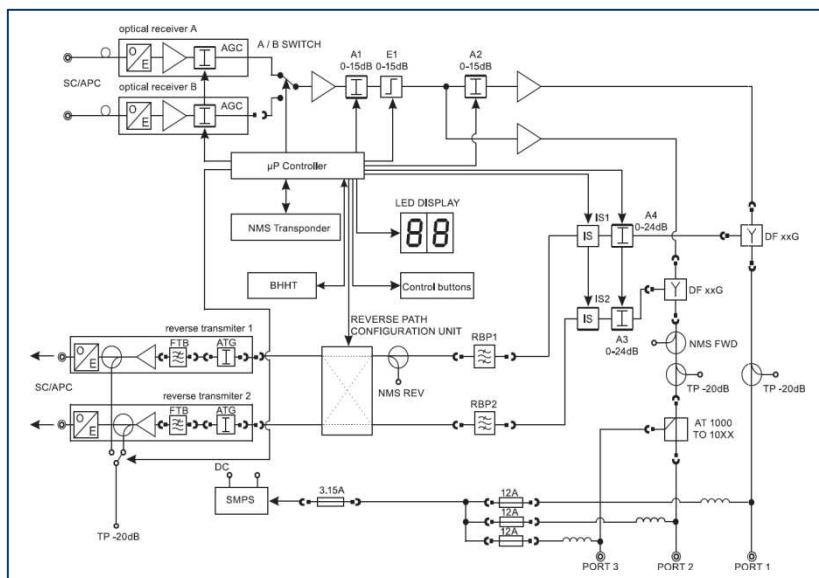 optical receiver A
O
E
AGC
SC/APC
optical receiver B
O
E
AGC
A / B SWITCH
A1
0-15dB
E1
0-15dB
A2
0-15dB
µP Controller
NMS Transponder
LED DISPLAY
88
BHHT
Control buttons
IS1
IS
A4
0-24dB
DF xxG
IS2
IS
A3
0-24dB
DF xxG
NMS FWD
TP -20dB
TP -20dB
AT 1000
TO 10XX
reverse transmiter 1
O
E
FTB
ATG
SC/APC
reverse transmiter 2
O
E
FTB
ATG
REVERSE PATH
CONFIGURATION UNIT
NMS REV
RBP1
RBP2
TP -20dB
DC
SMPS
3.15A
12A
12A
12A
PORT 3
PORT 2
PORT 1